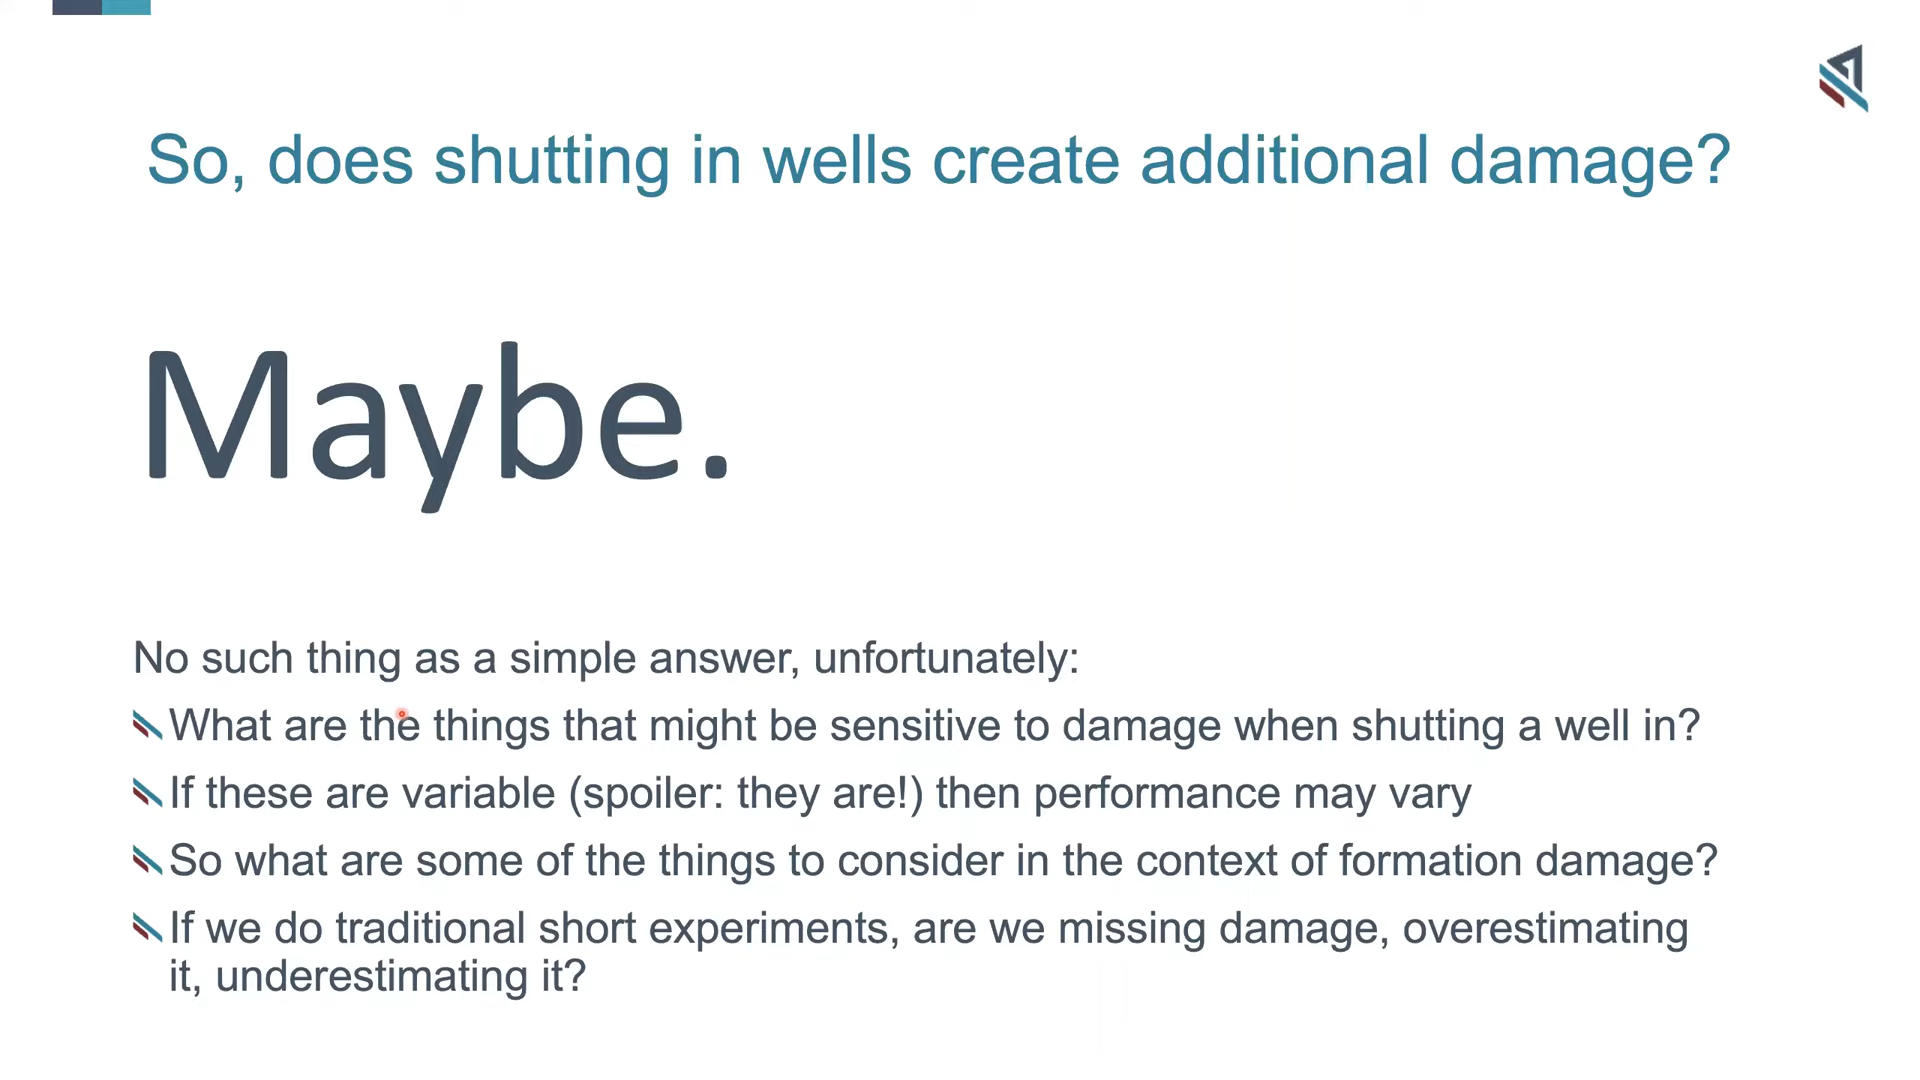 So, does shutting in wells create additional damage?
Maybe.
No such thing as a simple answer, unfortunately:
What are the things that might be sensitive to damage when shutting a well in?
If these are variable (spoiler: they are!) then performance may vary
So what are some of the things to consider in the context of formation damage?
If we do traditional short experiments, are we missing damage, overestimating
it, underestimating it?